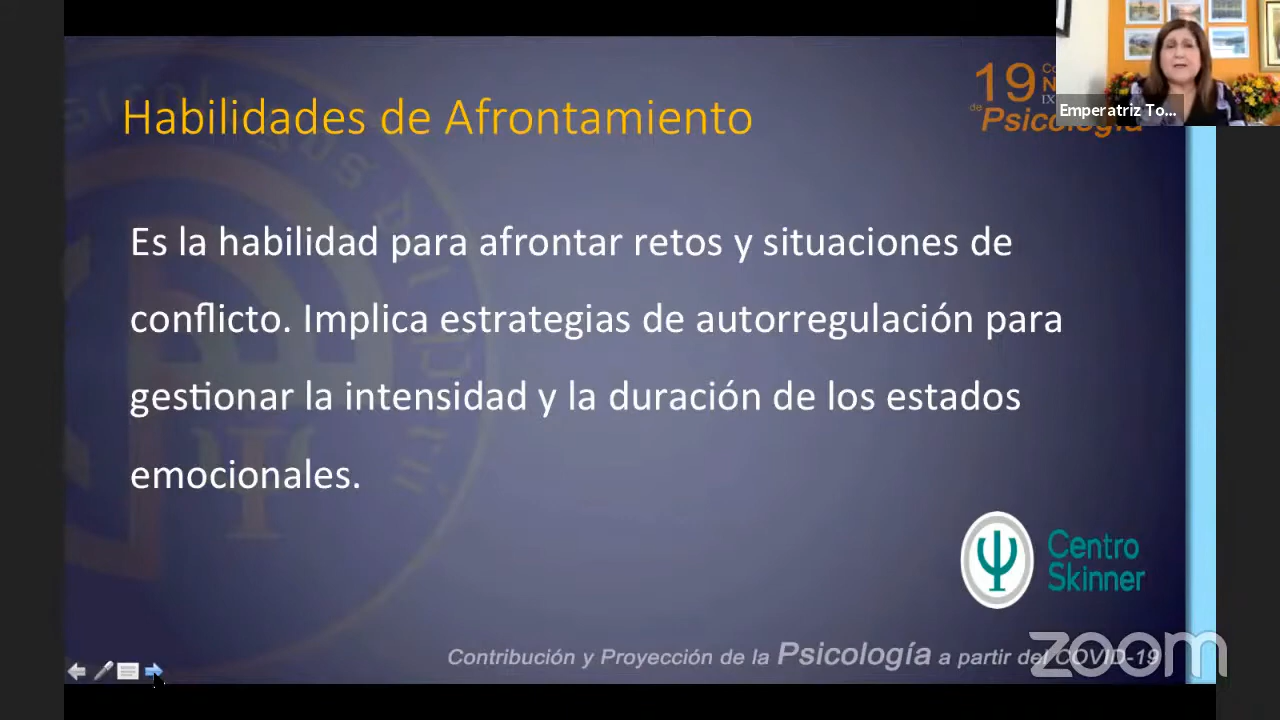 Habilidades de Afrontamiento
19
de Psicología
Emperatriz To...
Es la habilidad para afrontar retos y situaciones de
conflicto. Implica estrategias de autorregulación para
gestionar la intensidad y la duración de los estados
emocionales.
Centro
Skinner
Contribución y Proyección de la Psicología a partir del COVID-19
zoom